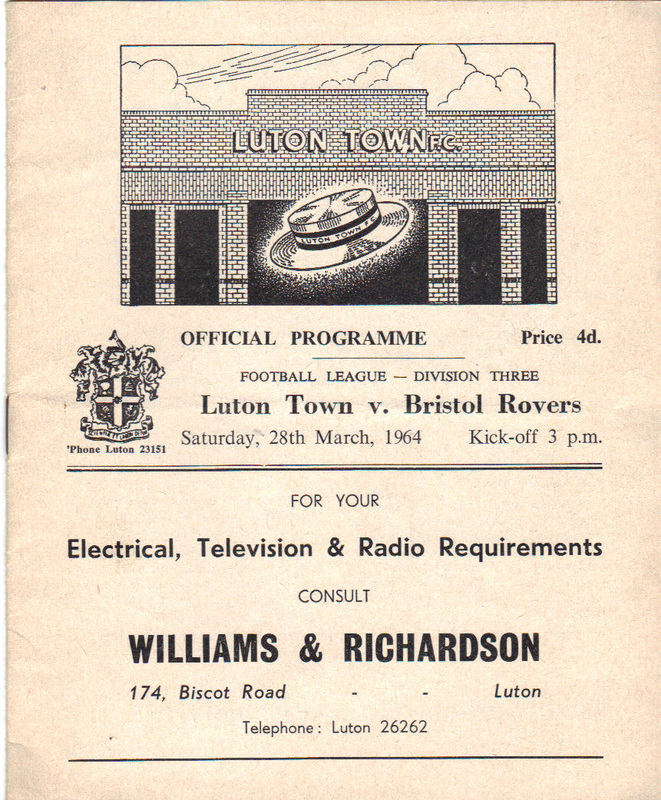 LUTON TOWN F.C.
LUTON TOWN F.C.
OFFICIAL PROGRAMME Price 4d.
FOOTBALL LEAGUE — DIVISION THREE
Luton Town v. Bristol Rovers
Saturday, 28th March, 1964 Kick-off 3 p.m.
'Phone Luton 23151
FOR YOUR
Electrical, Television & Radio Requirements
CONSULT
WILLIAMS & RICHARDSON
174, Biscot Road - - Luton
Telephone: Luton 26262